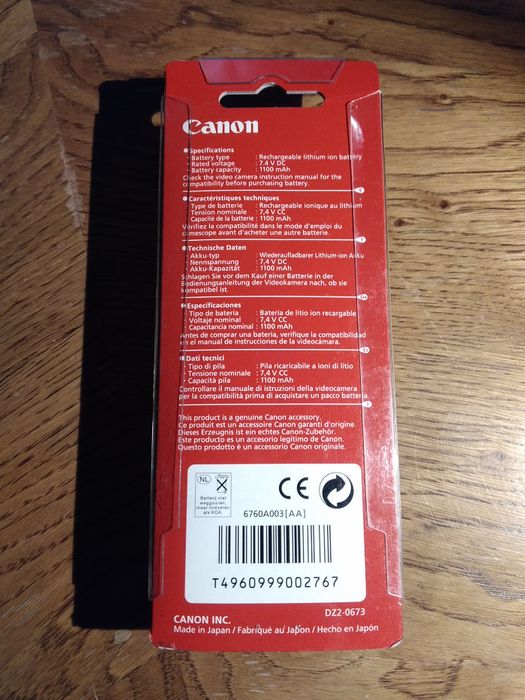 Canon
●Specifications
• Battery type : Rechargeable lithium ion battery
• Rated voltage : 7.4 V DC
• Battery capacity : 1100 mAh
Check the video camera instruction manual for the
compatibility before purchasing battery.
E
●Caractéristiques techniques
• Type de batterie : Rechargeable ionique au lithium
• Tension nominale : 7,4 V CC
• Capacité de la batterie : 1100 mAh
Vérifiez la compatibilité dans le mode d'emploi du
camescope avant d'acheter une autre batterie.
●Technische Daten
• Akku-typ : Wiederaufladbarer Lithium-ion Akku
• Nennspannung : 7,4 V DC
• Akku-Kapazität : 1100 mAh
Schlagen Sie vor dem Kauf einer Batterie in der
Bedienungsanleitung der Videokamera nach, ob sie
kompatibel ist.
●Especificaciones
• Tipo de batería : Batería de litio ion recargable
• Voltaje nominal : 7,4 V CC
• Capacitancia nominal : 1100 mAh
Antes de comprar una batería, verifique la compatibilidad
en el manual de instrucciones de la videocámara.
Es
●Dati tecnici
• Tipo di pila : Pila ricaricabile a ioni di litio
• Tensione nominale : 7,4 V CC
• Capacità pila : 1100 mAh
Controllare il manuale di istruzioni della videocamera
per la compatibilità prima di acquistare un pacco batteria.
I
This product is a genuine Canon accessory.
Ce produit est un accessoire Canon garanti d'origine.
Dieses Erzeugnis ist ein echtes Canon-Zubehör.
Este producto es un accesorio legítimo de Canon.
Questo prodotto è un accessorio Canon originale.
NL
Batterij niet
weggooien,
maar inleveren
als KCA.
CE
6760A003[AA]
T4960999002767
DZ2-0673
CANON INC.
Made in Japan / Fabriqué au Japon / Hecho en Japón